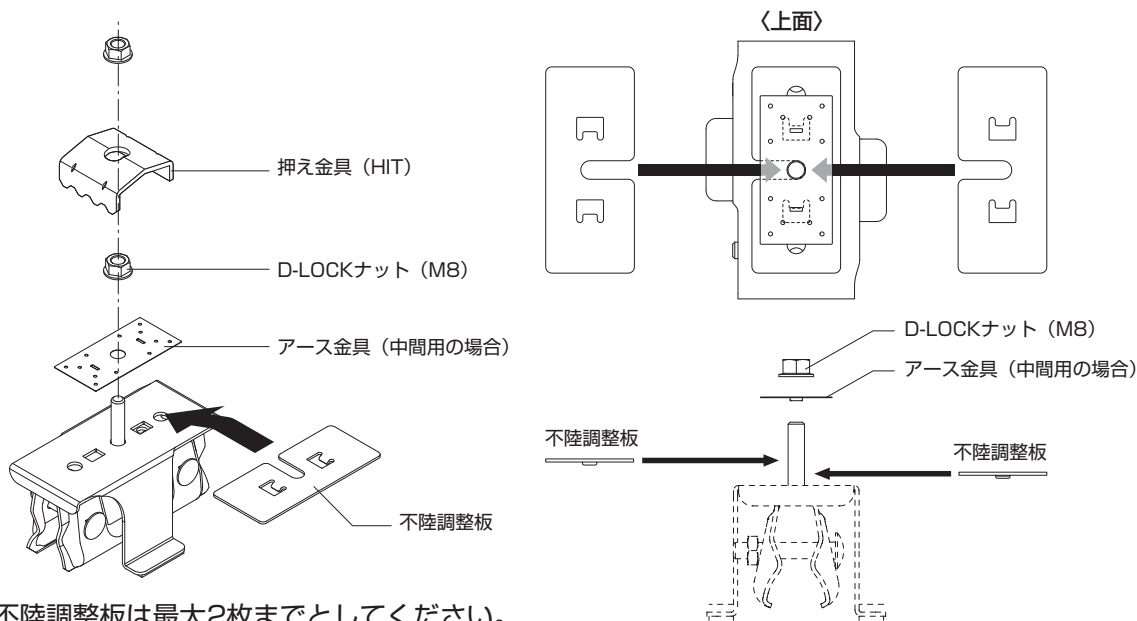 押え金具（HIT）
D-LOCKナット（M8）
アース金具（中間用の場合）
不陸調整板
〈上面〉
D-LOCKナット（M8）
アース金具（中間用の場合）
不陸調整板
不陸調整板
不陸調整板は最大2枚までとしてください。